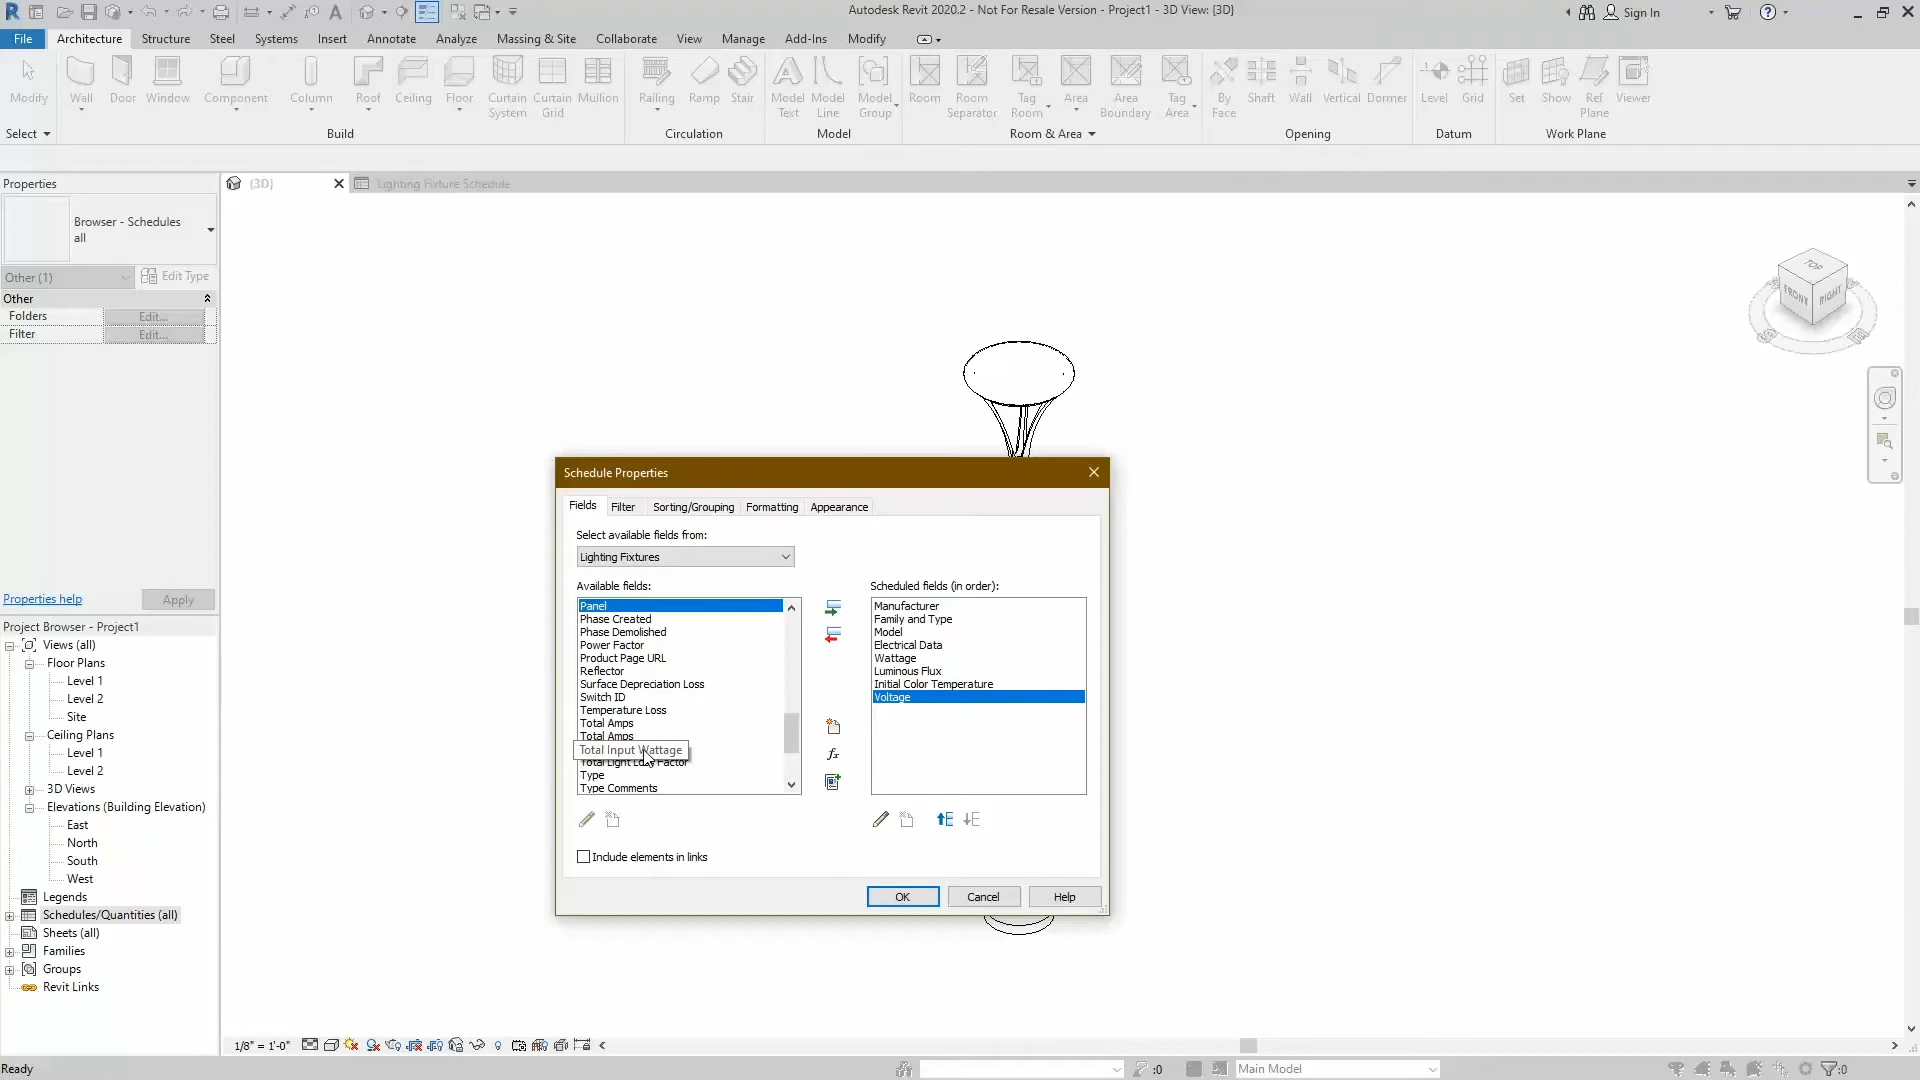 Autodesk Revit 2020.2 - Not For Resale Version - Project1 - 3D View: {3D}
Sign In
File
Architecture
Structure
Steel
Systems
Insert
Annotate
Analyze
Massing & Site
Collaborate
View
Manage
Add-Ins
Modify
Modify
Wall
Door
Window
Component
Column
Roof
Ceiling
Floor
Curtain
System
Curtain
Grid
Mullion
Railing
Ramp
Stair
Model
Text
Model
Line
Model
Group
Room
Room
Separator
Tag
Room
Area
Area
Boundary
Tag
Area
By
Face
Shaft
Wall
Vertical
Dormer
Level
Grid
Set
Show
Ref
Plane
Viewer
Select
Build
Circulation
Model
Room & Area
Opening
Datum
Work Plane
Properties
{3D}
Lighting Fixture Schedule
Browser - Schedules
all
Other (1)
Edit Type
Other
Folders
Edit...
Filter
Edit...
Properties help
Apply
Project Browser - Project1
Views (all)
Floor Plans
Level 1
Level 2
Site
Ceiling Plans
Level 1
Level 2
3D Views
Elevations (Building Elevation)
East
North
South
West
Legends
Schedules/Quantities (all)
Sheets (all)
Families
Groups
Revit Links
TOP
FRONT
RIGHT
Schedule Properties
Fields
Filter
Sorting/Grouping
Formatting
Appearance
Select available fields from:
Lighting Fixtures
Available fields:
Panel
Phase Created
Phase Demolished
Power Factor
Product Page URL
Reflector
Surface Depreciation Loss
Switch ID
Temperature Loss
Total Amps
Total Amps
Total Input Wattage
Total Light Loss Factor
Type
Type Comments
Scheduled fields (in order):
Manufacturer
Family and Type
Model
Electrical Data
Wattage
Luminous Flux
Initial Color Temperature
Voltage
Include elements in links
OK
Cancel
Help
1/8" = 1'-0"
Ready
:0
Main Model
:0